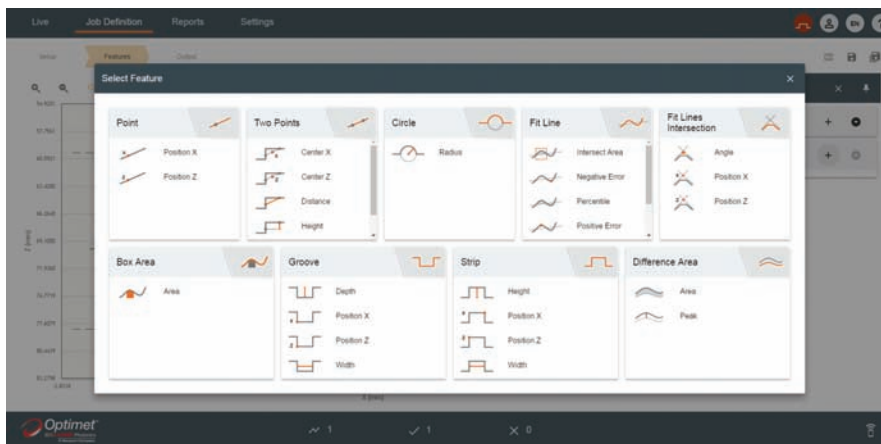 Live Job Definition Reports Settings EN ?
Setup Features Output
Select Feature
Point Two Points Circle Fit Line Fit Lines Intersection
Position X Center X Radius Intersect Area Angle
Position Z Center Z Negative Error Position X
Distance Percentile Position Z
Height Positive Error
Box Area Groove Strip Difference Area
Area Depth Height Area
Position X Position X Peak
Position Z Position Z
Width Width
Z [mm]
X [mm]
Optimet
1 1 0